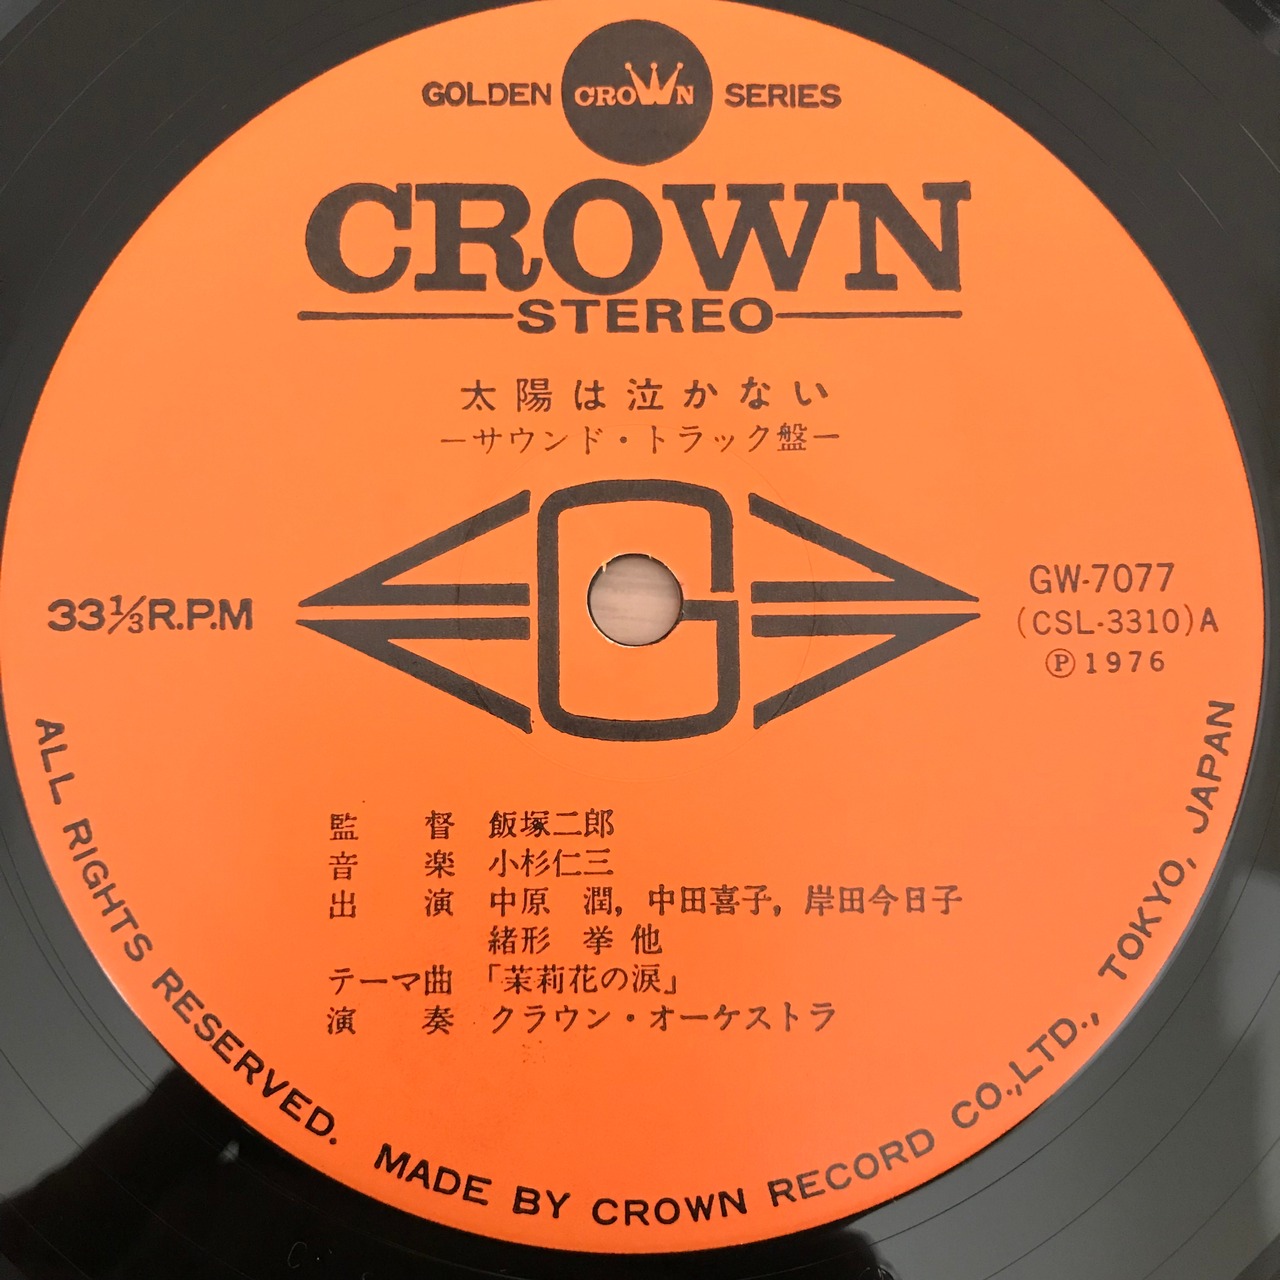 GOLDEN CROWN SERIES
CROWN
STEREO
太陽は泣かない
ーサウンド・トラック盤ー
33⅓R.P.M
GW-7077
(CSL-3310)A
Ⓟ1976
監督 飯塚二郎
音楽 小杉仁三
出演 中原 潤, 中田喜子, 岸田今日子
緒形 挙 他
テーマ曲 「茉莉花の涙」
演奏 クラウン・オーケストラ
ALL RIGHTS RESERVED. MADE BY CROWN RECORD CO.,LTD., TOKYO, JAPAN